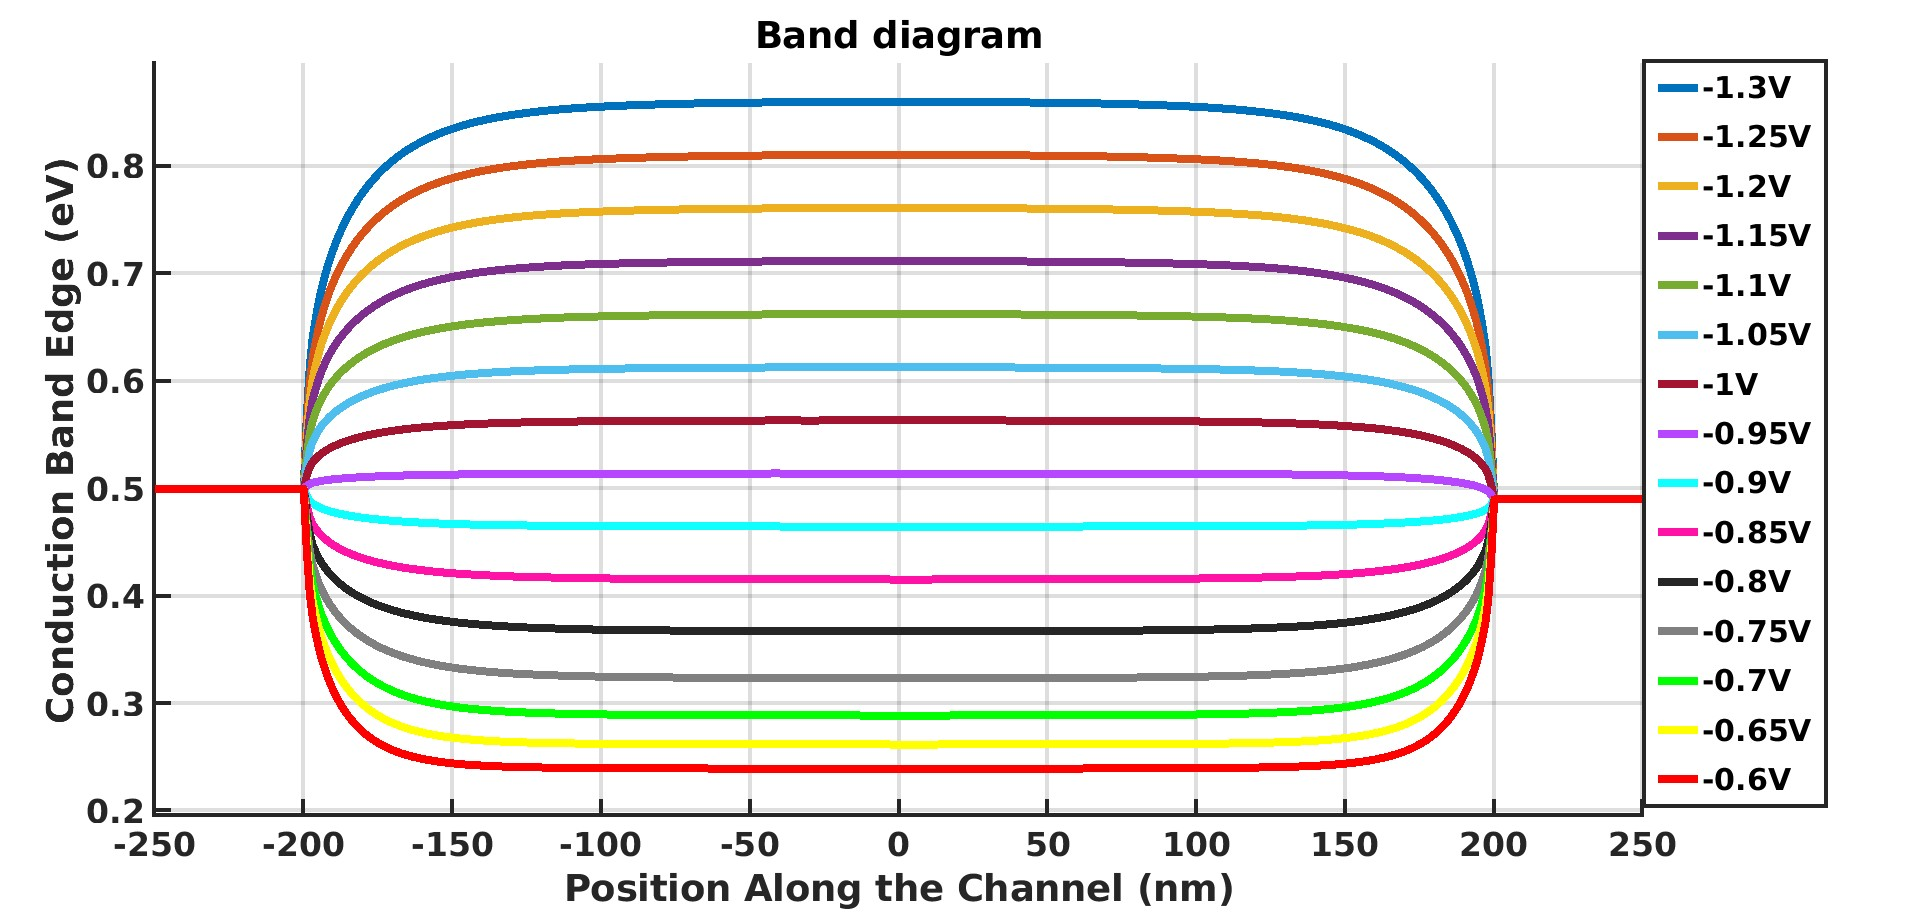 Band diagram
Conduction Band Edge (eV)
0.8
0.7
0.6
0.5
0.4
0.3
0.2
-250 -200 -150 -100 -50 0 50 100 150 200 250
Position Along the Channel (nm)
-1.3V
-1.25V
-1.2V
-1.15V
-1.1V
-1.05V
-1V
-0.95V
-0.9V
-0.85V
-0.8V
-0.75V
-0.7V
-0.65V
-0.6V